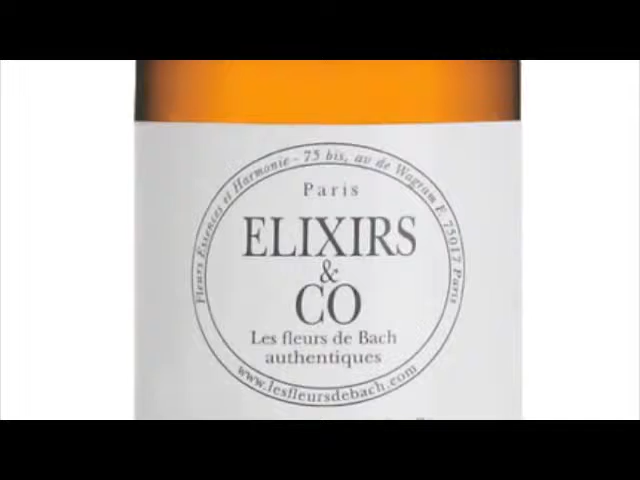 Fleurs Essences et Harmonie - 75 bis, av de Wagram F. 75017 Paris
Paris
ELIXIRS
&
CO
Les fleurs de Bach
authentiques
www.lesfleursdebach.com